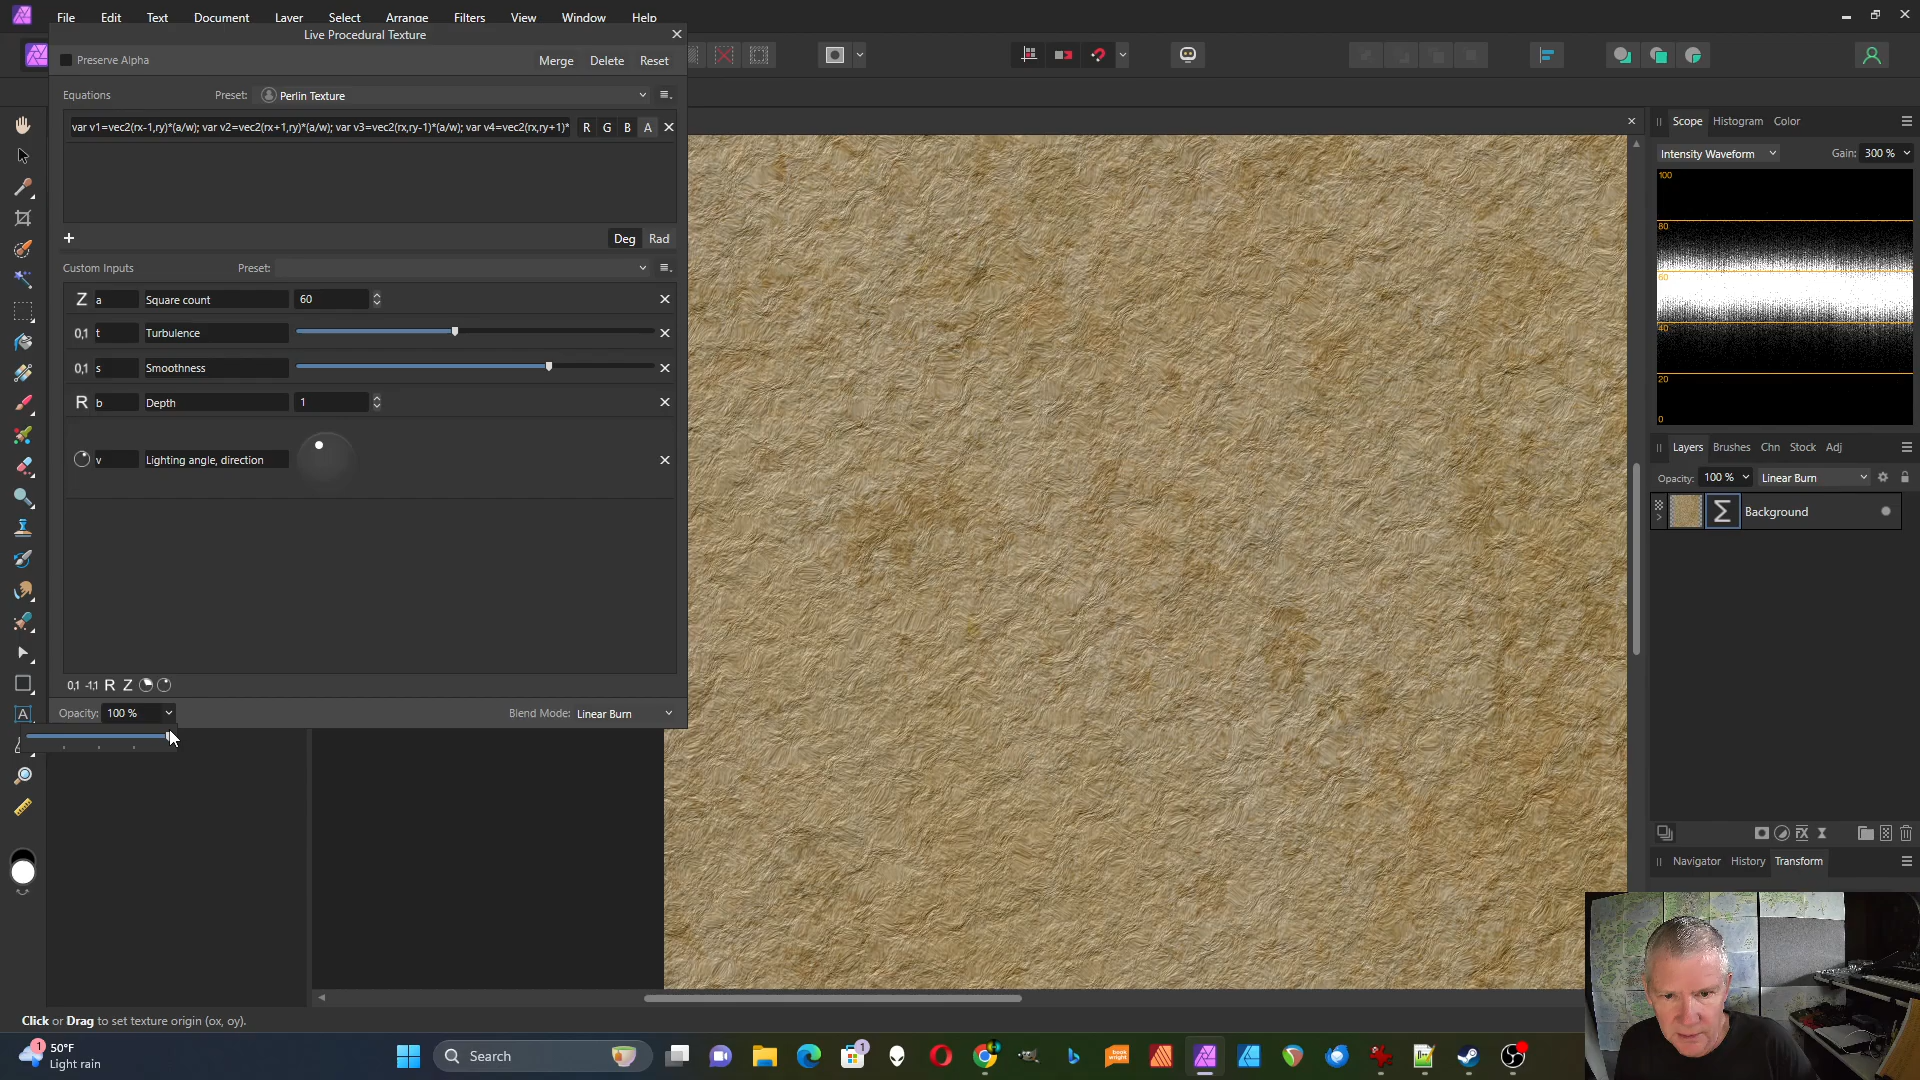 File Edit Text Document Layer Select Arrange Filters View Window Help
Live Procedural Texture
Preserve Alpha Merge Delete Reset
Equations Preset: Perlin Texture
var v1=vec2(rx-1,ry)*(a/w); var v2=vec2(rx+1,ry)*(a/w); var v3=vec2(rx,ry-1)*(a/w); var v4=vec2(rx,ry+1)* R G B A
Deg Rad
Custom Inputs Preset:
Z a Square count 60
0,1 t Turbulence
0,1 s Smoothness
R b Depth 1
v Lighting angle, direction
0,1 -1,1 R Z
Opacity: 100 % Blend Mode: Linear Burn
Scope Histogram Color
Intensity Waveform Gain: 300 %
100
80
60
40
20
0
Layers Brushes Chn Stock Adj
Opacity: 100 % Linear Burn
Background
Navigator History Transform
Click or Drag to set texture origin (ox, oy).
1 50°F
Light rain
Search
1
book
wright